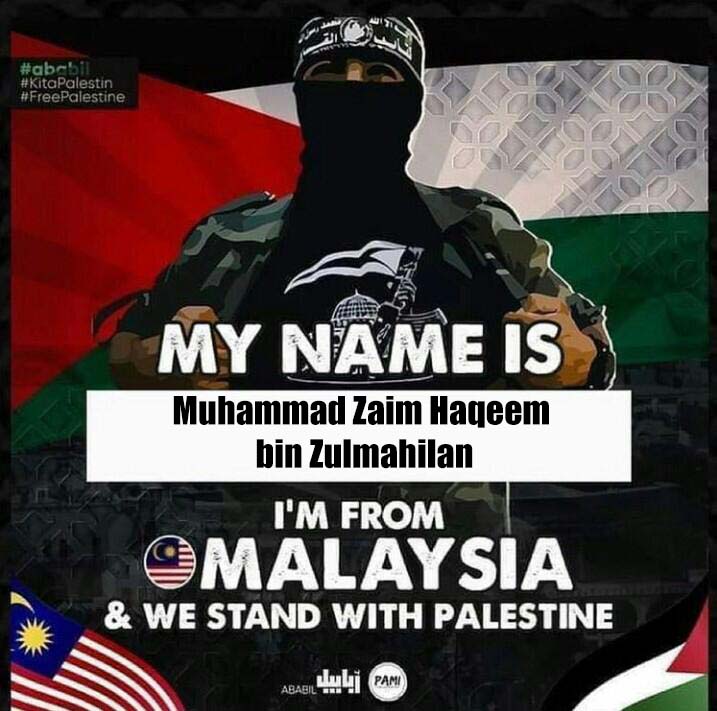 #ababil
#KitaPalestin
#FreePalestine
MY NAME IS
Muhammad Zaim Haqeem
bin Zulmahilan
I'M FROM
MALAYSIA
& WE STAND WITH PALESTINE
ABABIL أبابيل PAMI